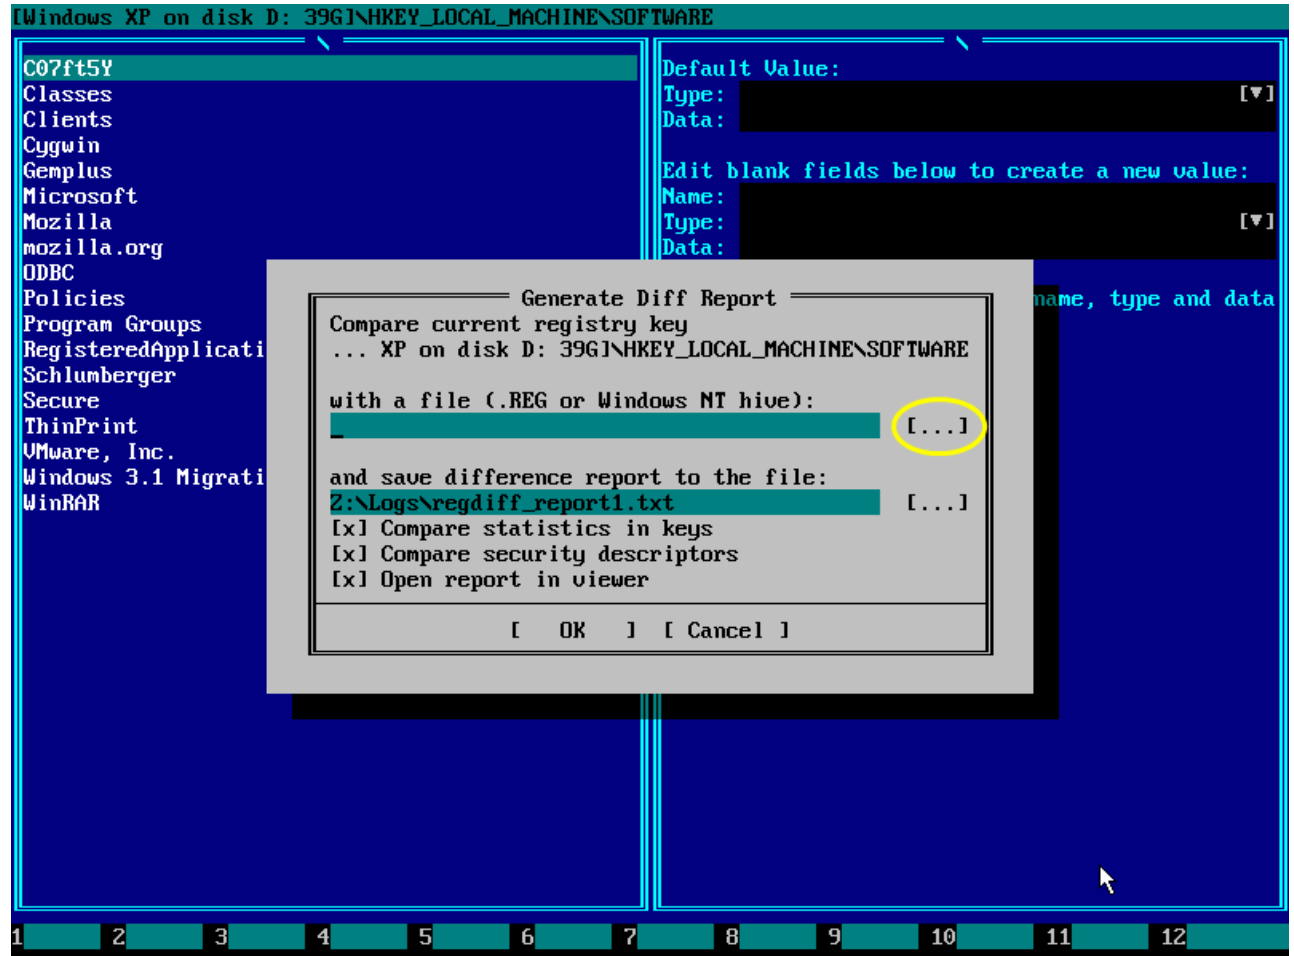 [Windows XP on disk D: 39G]\HKEY_LOCAL_MACHINE\SOFTWARE
C07ft5Y
Classes
Clients
Cygwin
Gemplus
Microsoft
Mozilla
mozilla.org
ODBC
Policies
Program Groups
RegisteredApplicati
Schlumberger
Secure
ThinPrint
VMware, Inc.
Windows 3.1 Migrati
WinRAR
Default Value:
Type: [▼]
Data:
Edit blank fields below to create a new value:
Name:
Type: [▼]
Data:
name, type and data
Generate Diff Report
Compare current registry key
... XP on disk D: 39G]\HKEY_LOCAL_MACHINE\SOFTWARE
with a file (.REG or Windows NT hive):
[...]
and save difference report to the file:
Z:\Logs\regdiff_report1.txt [...]
[x] Compare statistics in keys
[x] Compare security descriptors
[x] Open report in viewer
[ OK ] [ Cancel ]
1 2 3 4 5 6 7 8 9 10 11 12